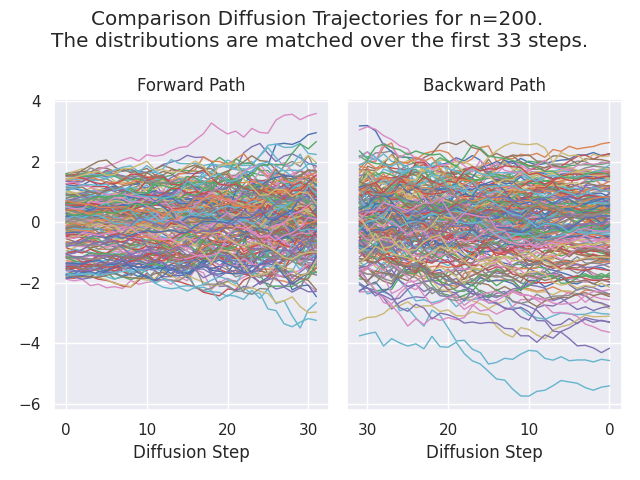 Comparison Diffusion Trajectories for n=200.
The distributions are matched over the first 33 steps.
Forward Path
Backward Path
4
2
0
−2
−4
−6
0 10 20 30
30 20 10 0
Diffusion Step
Diffusion Step